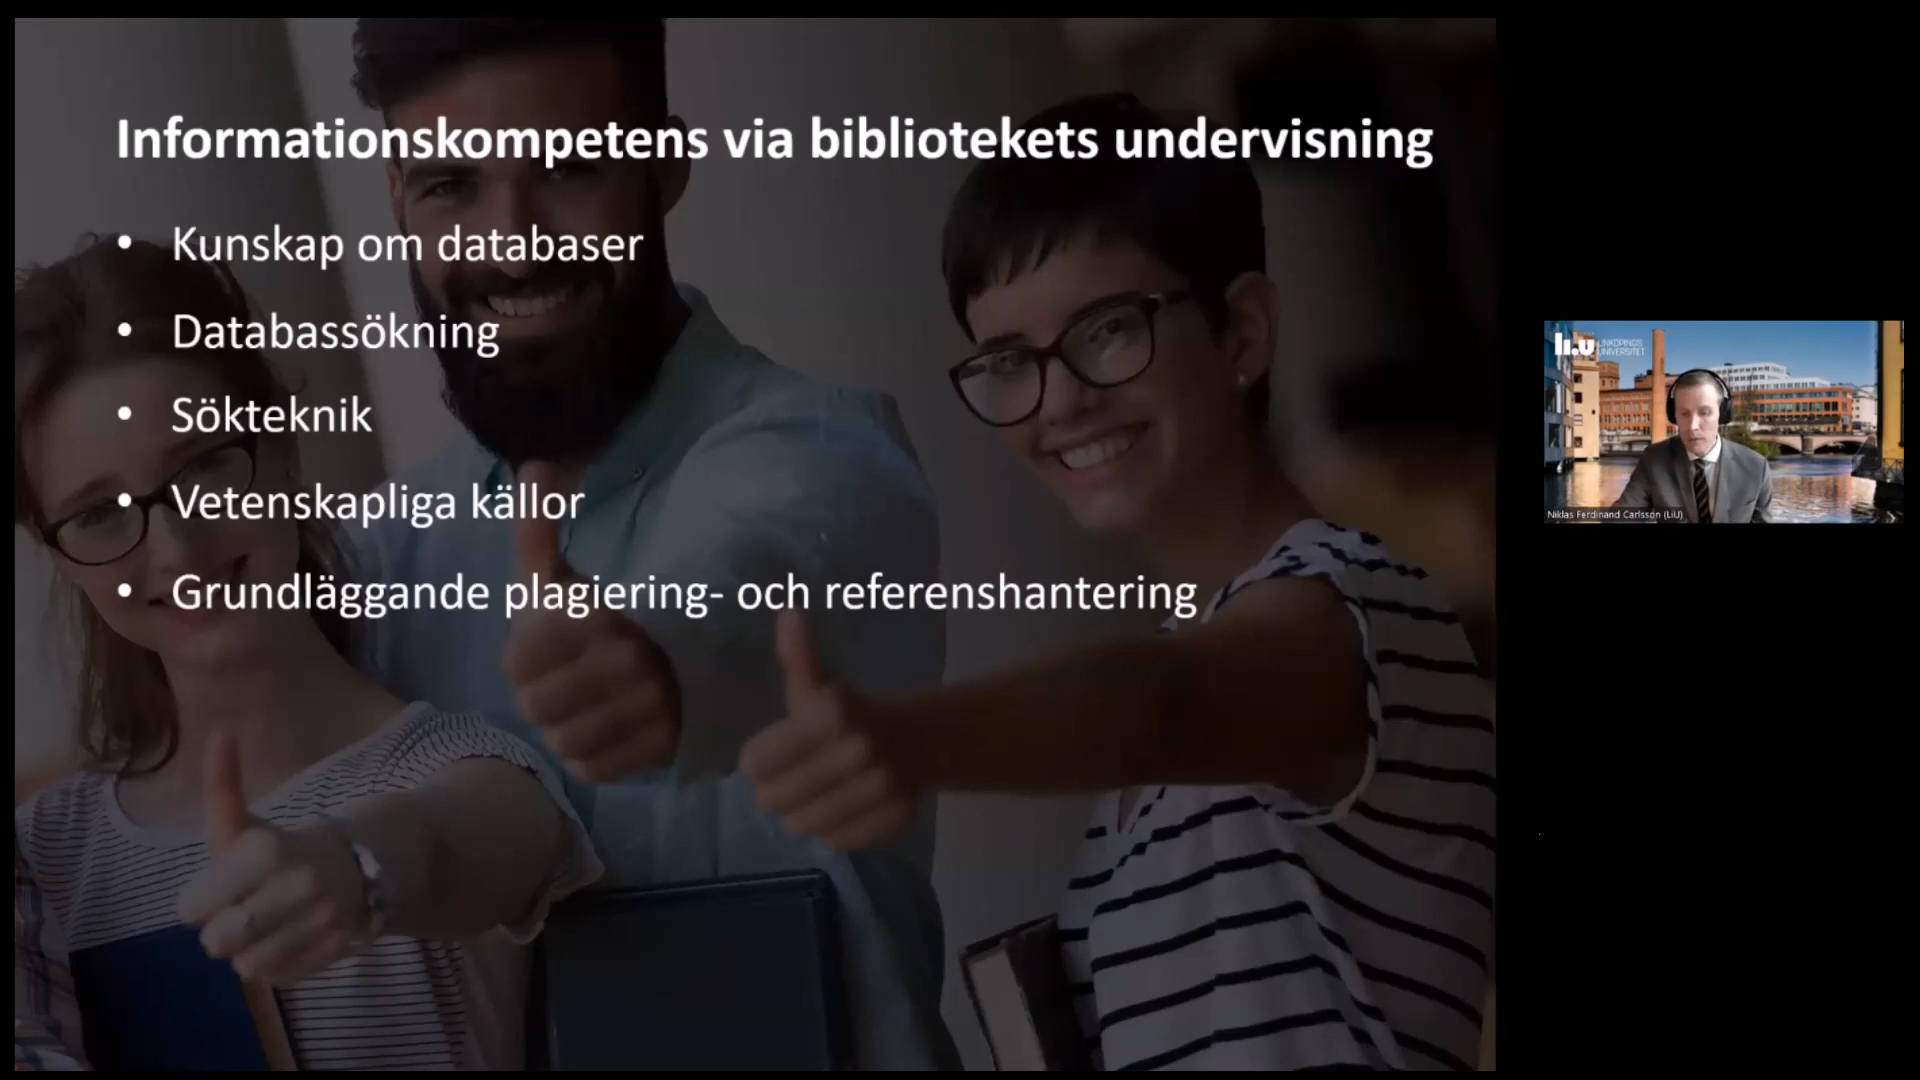 Informationskompetens via bibliotekets undervisning
• Kunskap om databaser
• Databassökning
• Sökteknik
• Vetenskapliga källor
• Grundläggande plagiering- och referenshantering
li.u LINKÖPINGS
UNIVERSITET
Niklas Ferdinand Carlsson (LiU)